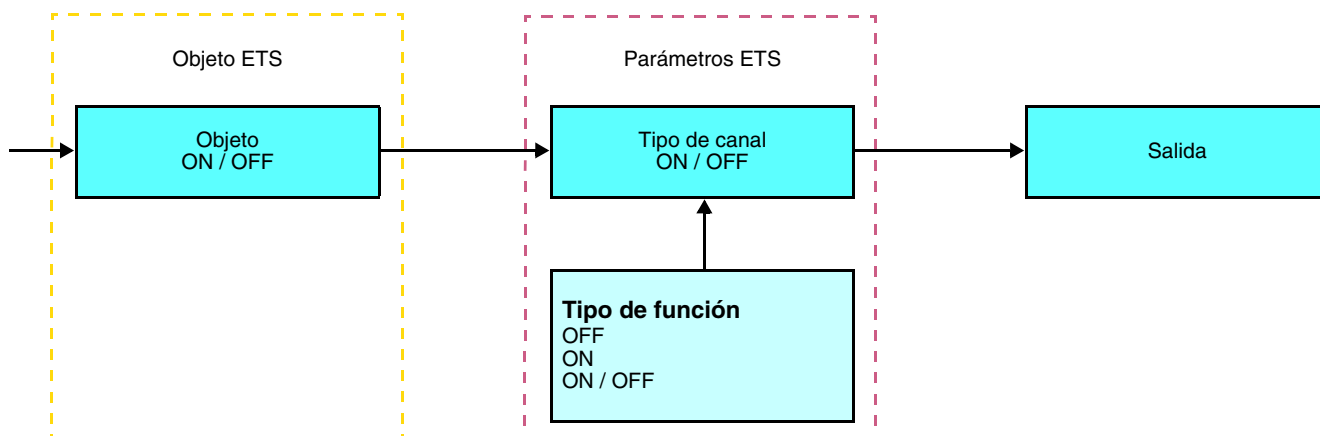 Objeto ETS
Parámetros ETS
Objeto
ON / OFF
Tipo de canal
ON / OFF
Salida
Tipo de función
OFF
ON
ON / OFF